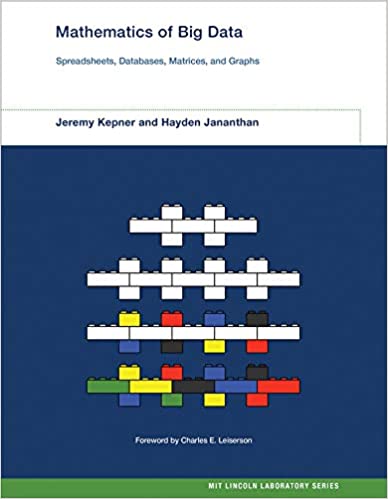 Mathematics of Big Data
Spreadsheets, Databases, Matrices, and Graphs
Jeremy Kepner and Hayden Jananthan
Foreword by Charles E. Leiserson
MIT LINCOLN LABORATORY SERIES